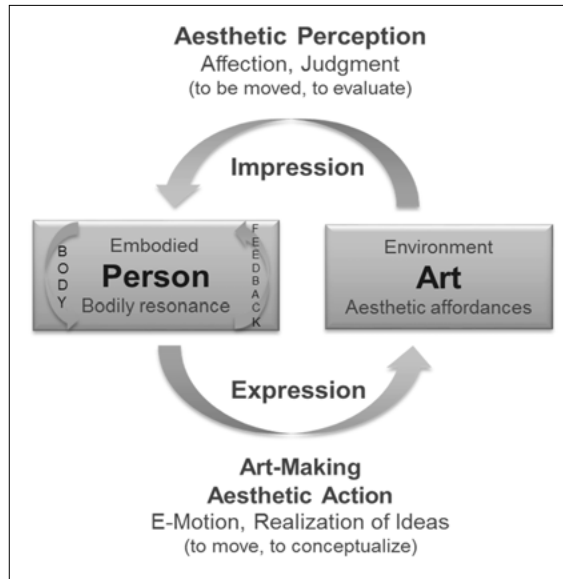 Aesthetic Perception
Affection, Judgment
(to be moved, to evaluate)
Impression
BODY
Embodied
Person
Bodily resonance
FEEDBACK
Environment
Art
Aesthetic affordances
Expression
Art-Making
Aesthetic Action
E-Motion, Realization of Ideas
(to move, to conceptualize)